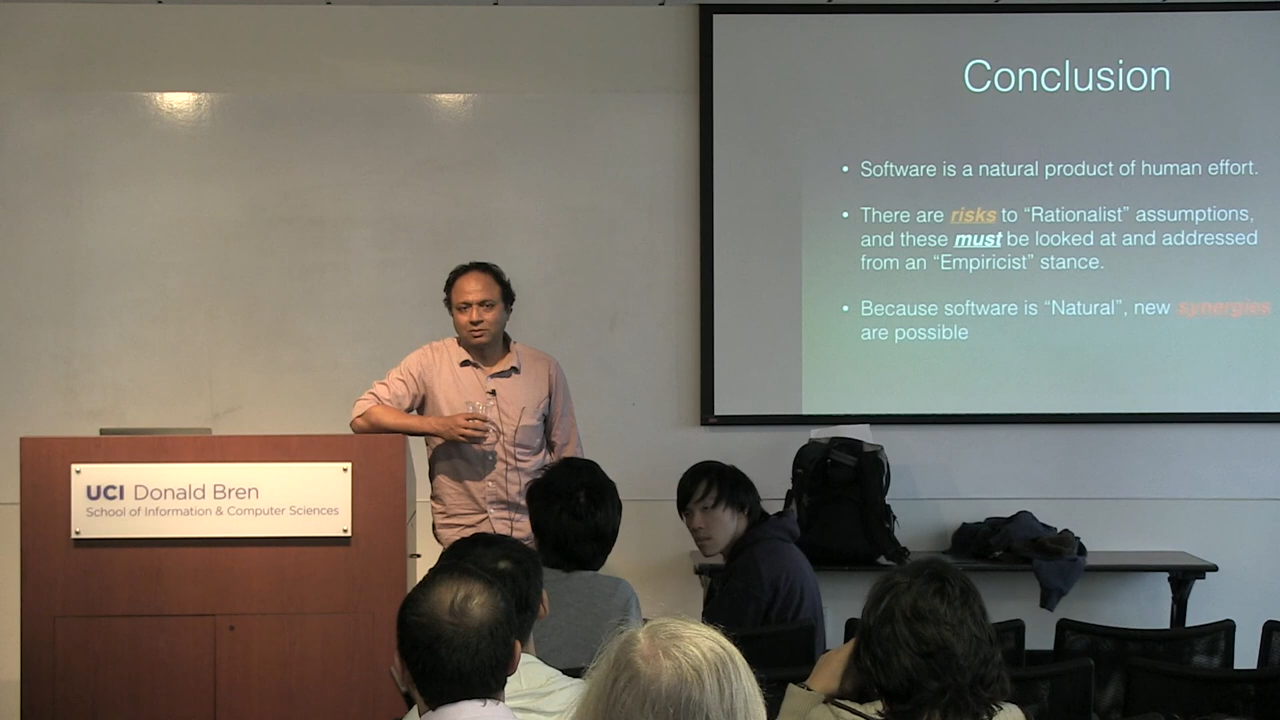 Conclusion
• Software is a natural product of human effort.
• There are risks to “Rationalist” assumptions,
and these must be looked at and addressed
from an “Empiricist” stance.
• Because software is “Natural”, new synergies
are possible
UCI Donald Bren
School of Information & Computer Sciences